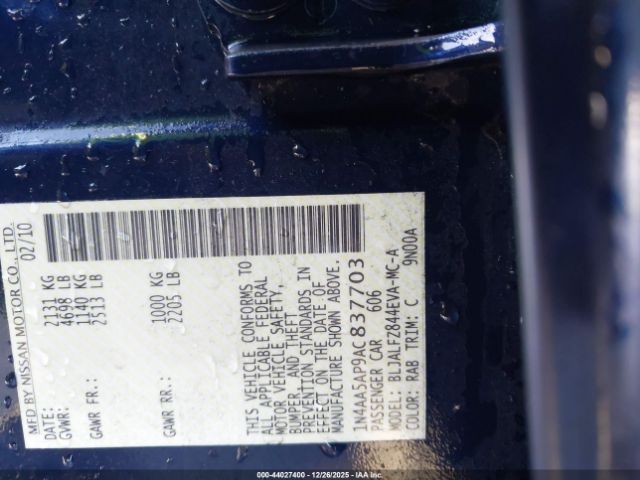 MFD BY NISSAN MOTOR CO., LTD.
DATE: 02/10
GVWR: 2131 KG
4698 LB
GAWR FR.: 1140 KG
2513 LB
GAWR RR.: 1000 KG
2205 LB
THIS VEHICLE CONFORMS TO
ALL APPLICABLE FEDERAL
MOTOR VEHICLE SAFETY,
BUMPER, AND THEFT
PREVENTION STANDARDS IN
EFFECT ON THE DATE OF
MANUFACTURE SHOWN ABOVE.
1N4AA5AP9AC837703
PASSENGER CAR 606
MODEL: BLJALFZ844EVA-MC-A
COLOR: RAB TRIM: C 9N00A
000-44027400 - 12/26/2025 - IAA Inc.